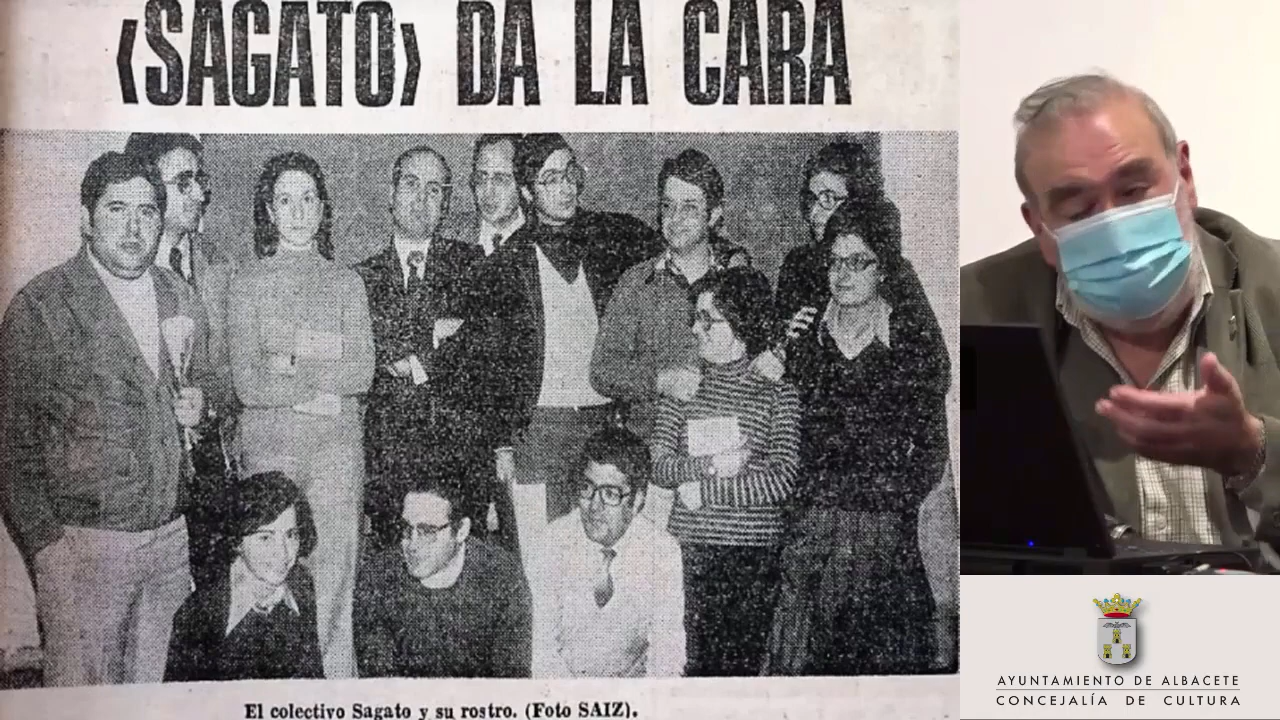 «SAGATO» DA LA CARA
El colectivo Sagato y su rostro. (Foto SAIZ).
AYUNTAMIENTO DE ALBACETE
CONCEJALÍA DE CULTURA